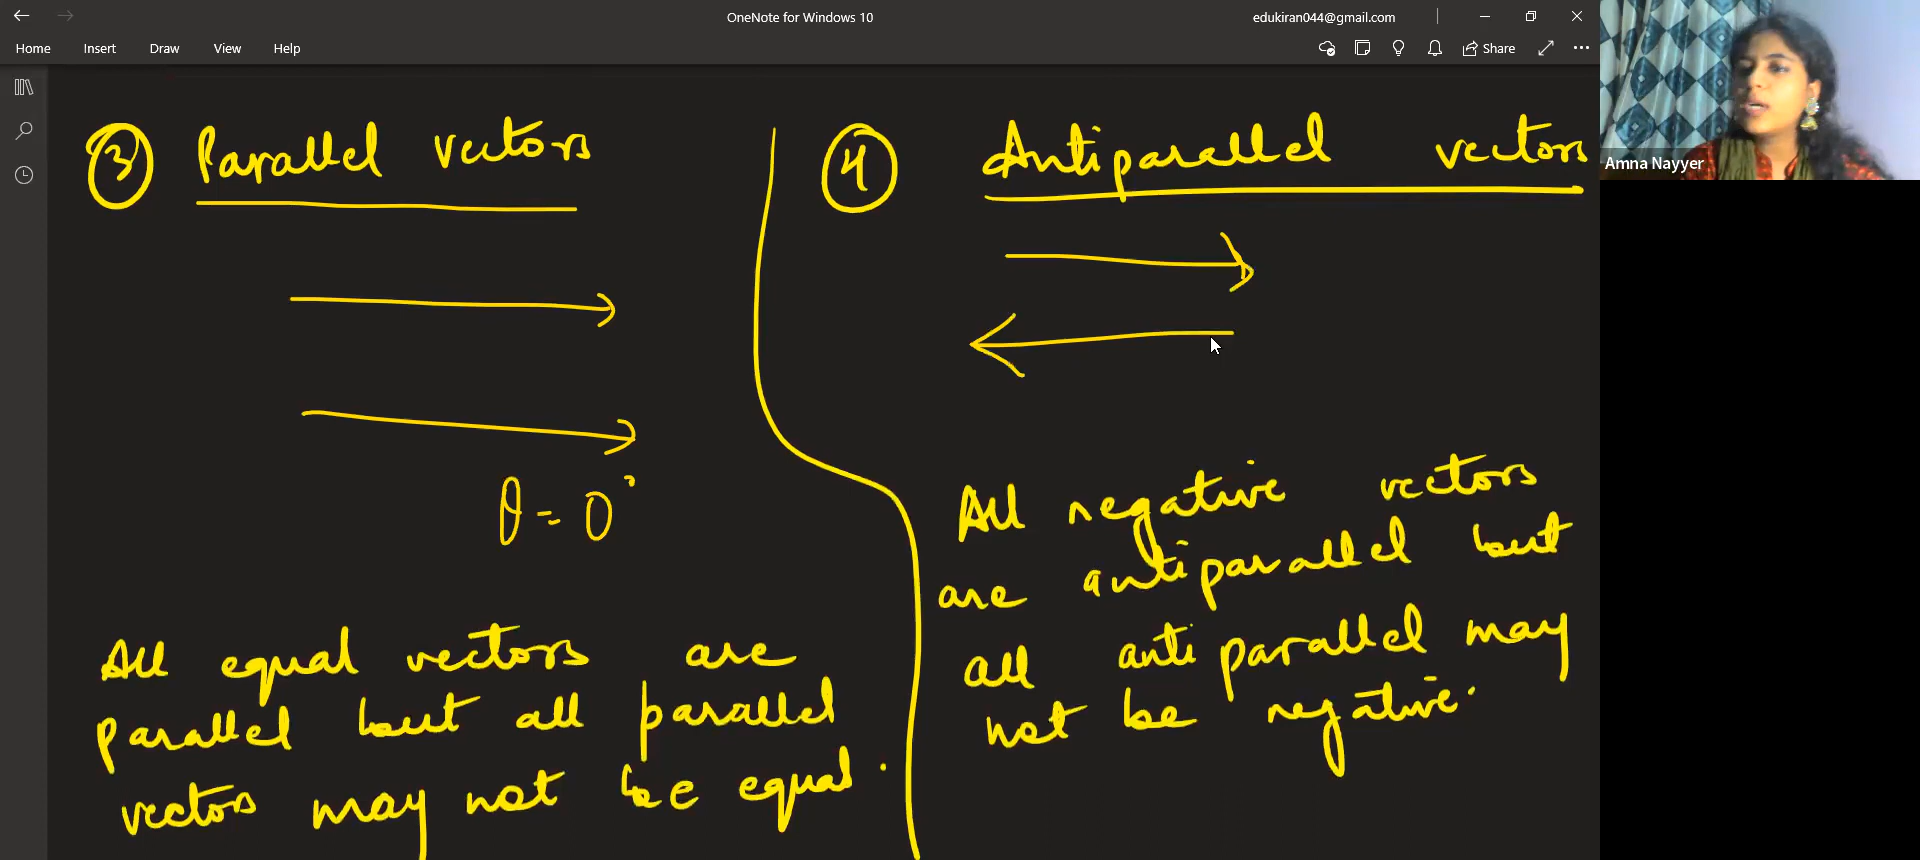 OneNote for Windows 10
edukiran044@gmail.com
Home Insert Draw View Help
Share
Amna Nayyer
3 Parallel vectors
θ = 0°
All equal vectors are
parallel but all parallel
vectors may not be equal.
4 Antiparallel vectors
All negative vectors
are antiparallel but
all anti parallel may
not be negative.